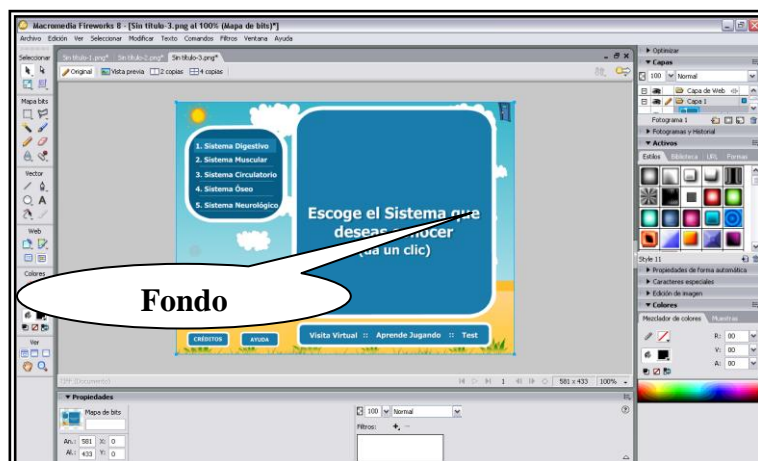 Macromedia Fireworks 8 - [Sin título-3.png al 100% (Mapa de bits)*]
Archivo Edición Ver Seleccionar Modificar Texto Comandos Filtros Ventana Ayuda
Seleccionar
Sin título-1.png* Sin título-2.png* Sin título-3.png*
Original Vista previa 2 copias 4 copias
Mapa bits
Vector
Web
Colores
Ver
1. Sistema Digestivo
2. Sistema Muscular
3. Sistema Circulatorio
4. Sistema Óseo
5. Sistema Neurológico
Escoge el Sistema que
deseas
(da un clic)
Fondo
CRÉDITOS AYUDA
Visita Virtual :: Aprende Jugando :: Test
1 581 x 433 100%
Propiedades
Mapa de bits
An.: 581 X: 0
Al.: 433 Y: 0
100 Normal
Filtros:
Optimizar
Capas
100 Normal
Capa de Web
Capa 1
Fotograma 1
Fotogramas y Historial
Activos
Estilos Biblioteca URL Formas
Style 11
Propiedades de forma automática
Caracteres especiales
Edición de imagen
Colores
Mezclador de colores Muestras
R: 00
V: 00
A: 00